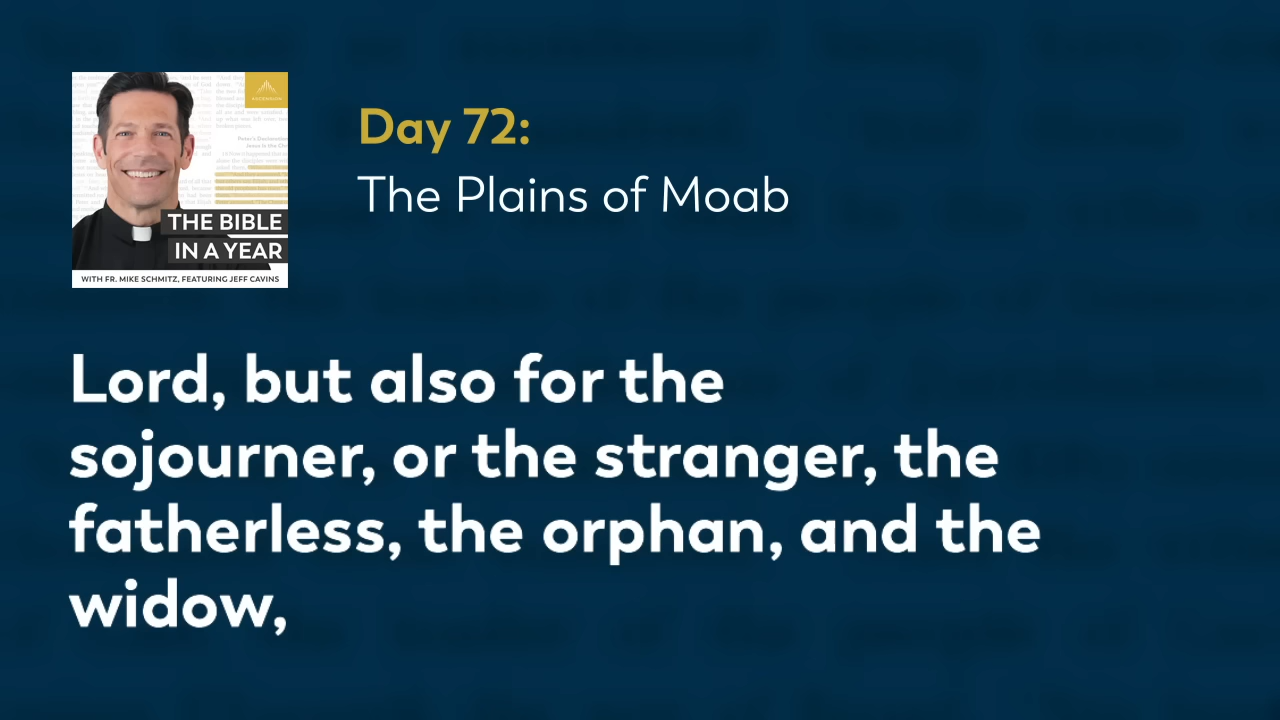 Day 72:
The Plains of Moab
ASCENSION
THE BIBLE
IN A YEAR
WITH FR. MIKE SCHMITZ, FEATURING JEFF CAVINS
Lord, but also for the
sojourner, or the stranger, the
fatherless, the orphan, and the
widow,